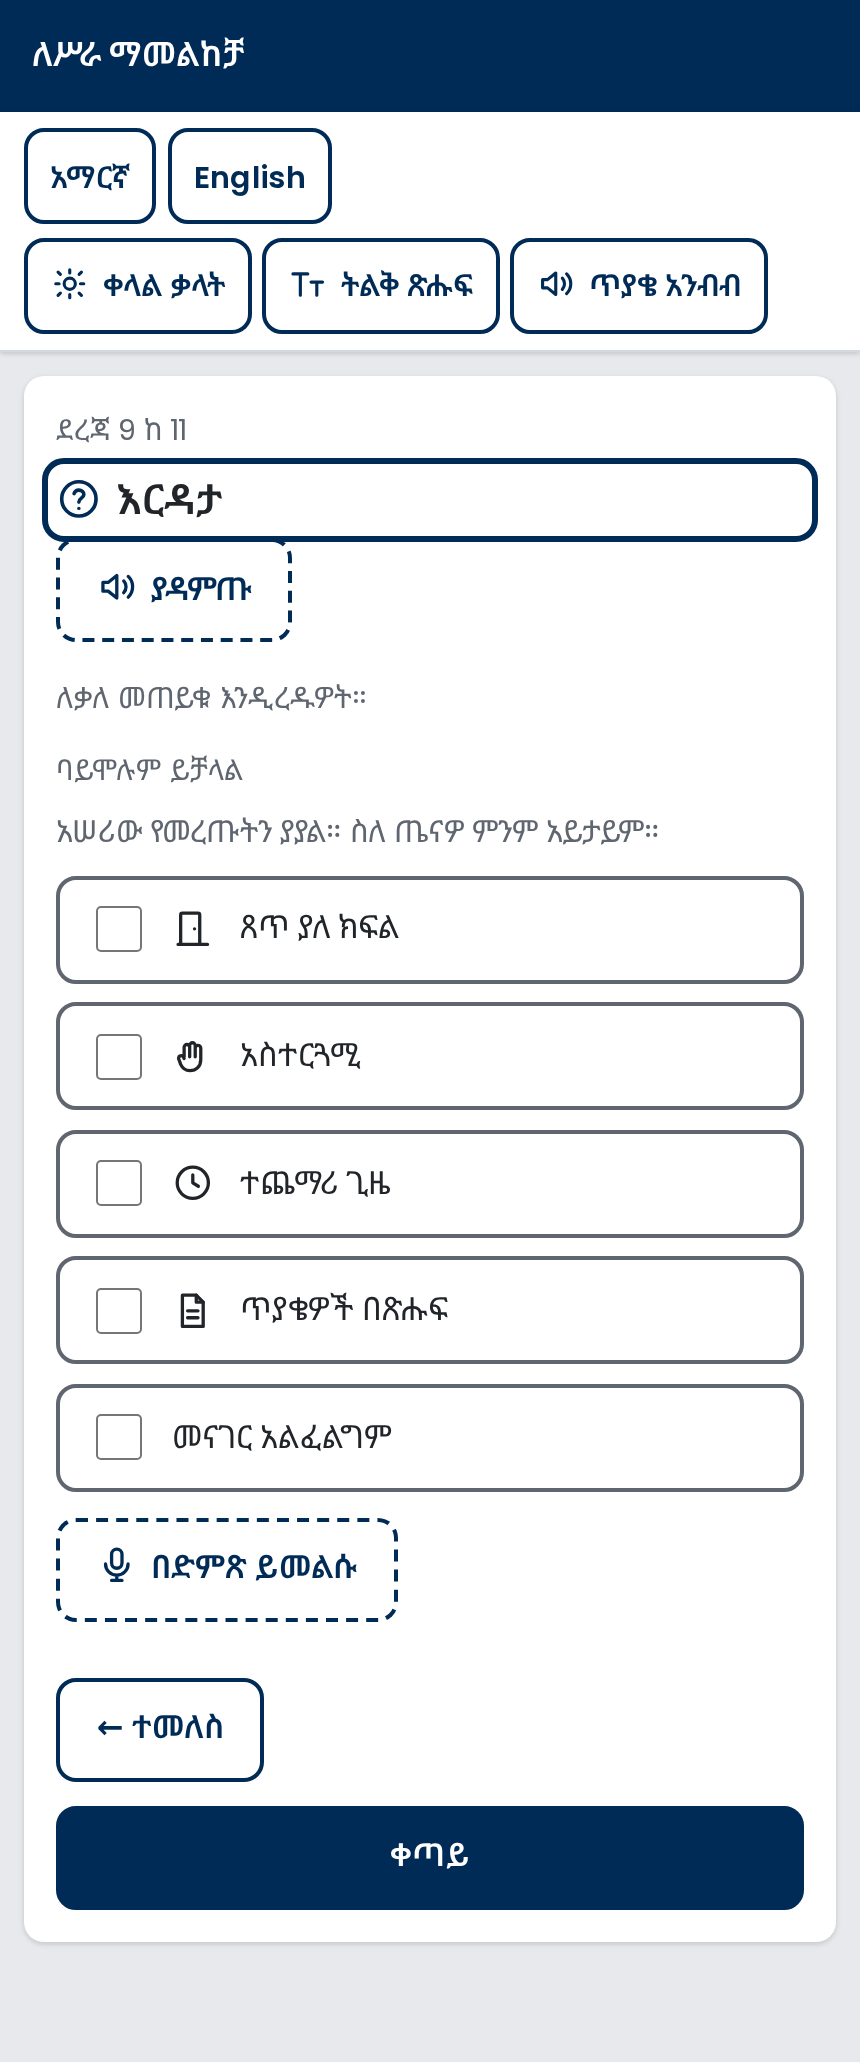 ለሥራ ማመልከቻ
አማርኛ
English
ቀላል ቃላት
ትልቅ ጽሑፍ
ጥያቄ አንብብ
ደረጃ 9 ከ 11
እርዳታ
ያዳምጡ
ለቃለ መጠይቁ እንዲረዱዎት።
ባይሞሉም ይቻላል
አሠሪው የመረጡትን ያያል። ስለ ጤናዎ ምንም አይታይም።
ጸጥ ያለ ክፍል
አስተርጓሚ
ተጨማሪ ጊዜ
ጥያቄዎች በጽሑፍ
መናገር አልፈልግም
በድምጽ ይመልሱ
← ተመለስ
ቀጣይ